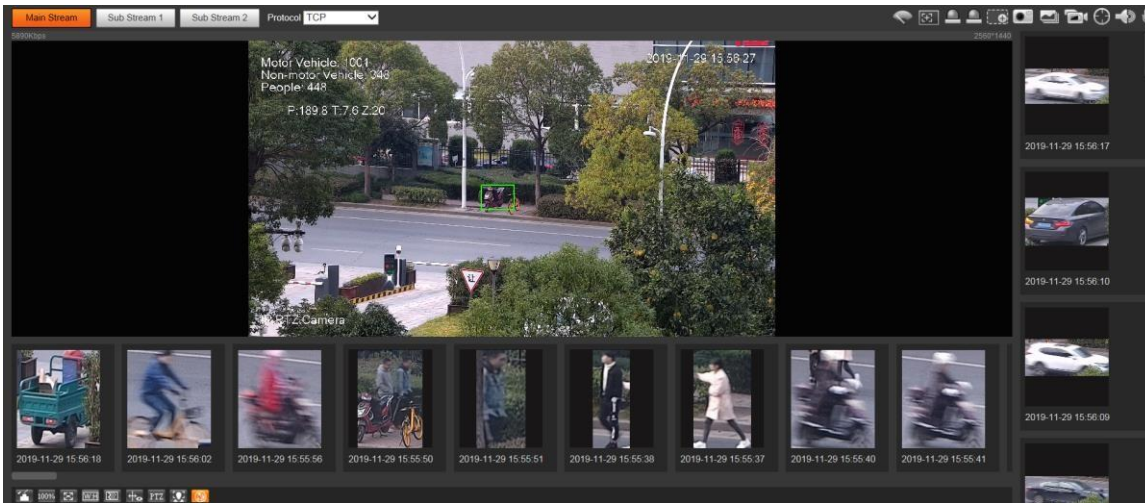 Main Stream Sub Stream 1 Sub Stream 2 Protocol TCP
5890Kbps 2560*1440
Motor Vehicle: 1001
Non-motor Vehicle: 348
People: 448
P:189.8 T:7.6 Z:20
2019-11-29 15:56:27
让
PTZ Camera
2019-11-29 15:56:17
2019-11-29 15:56:10
2019-11-29 15:56:09
2019-11-29 15:56:18 2019-11-29 15:56:02 2019-11-29 15:55:56 2019-11-29 15:55:50 2019-11-29 15:55:51 2019-11-29 15:55:38 2019-11-29 15:55:37 2019-11-29 15:55:40 2019-11-29 15:55:41
100% W:H PTZ